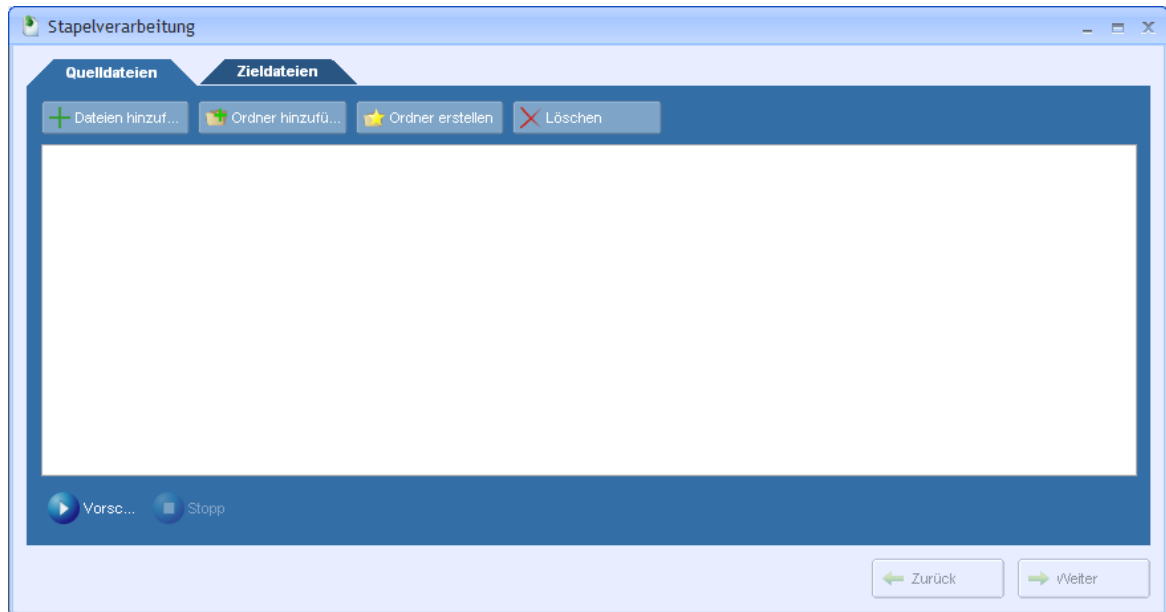 Stapelverarbeitung
Quelldateien Zieldateien
Dateien hinzuf... Ordner hinzufü... Ordner erstellen Löschen
Vorsc... Stopp
Zurück Weiter